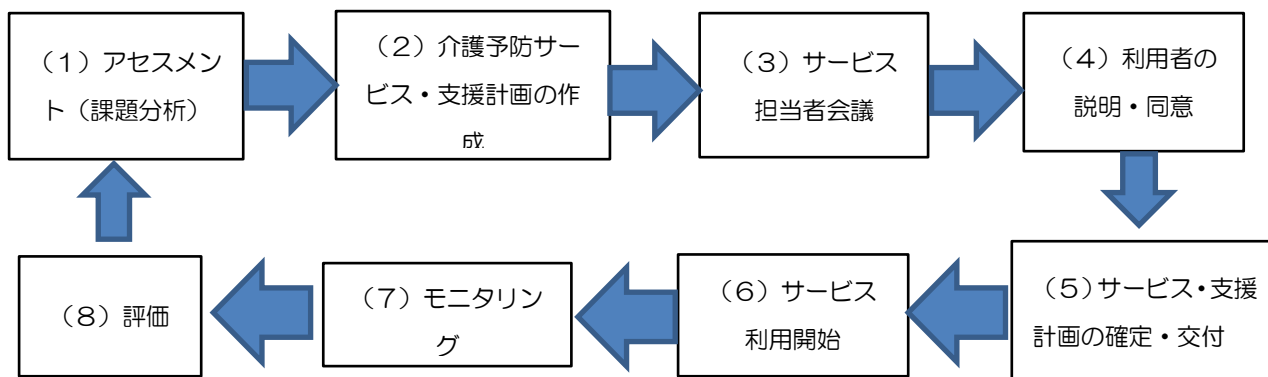 （１）アセスメン
ト（課題分析）
（２）介護予防サー
ビス・支援計画の作
成
（３）サービス
担当者会議
（４）利用者の
説明・同意
（５）サービス・支援
計画の確定・交付
（６）サービス
利用開始
（７）モニタリン
グ
（８）評価